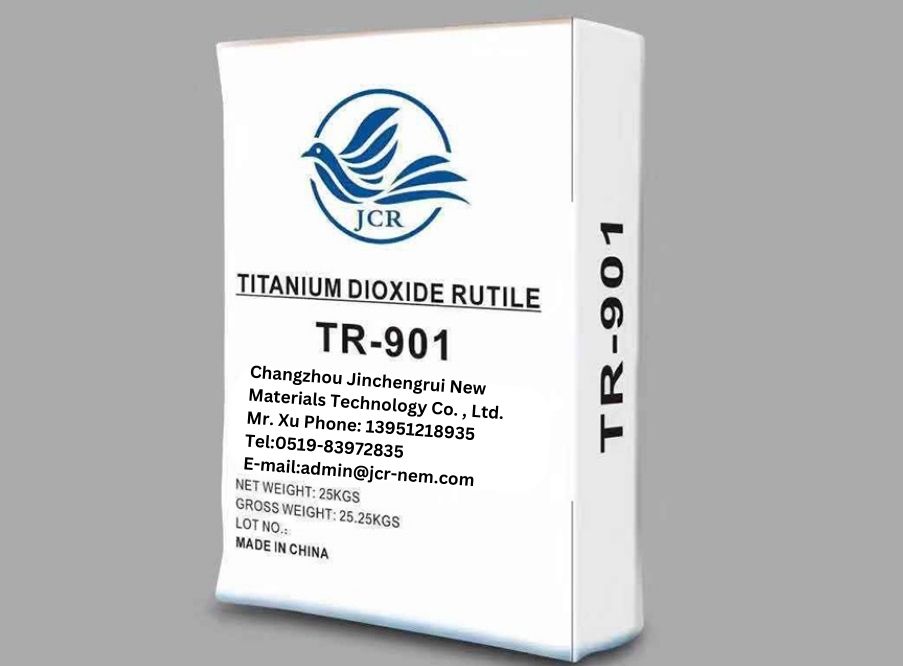 JCR
TITANIUM DIOXIDE RUTILE
TR-901
Changzhou Jinchengrui New
Materials Technology Co. , Ltd.
Mr. Xu Phone: 13951218935
Tel:0519-83972835
E-mail:admin@jcr-nem.com
NET WEIGHT: 25KGS
GROSS WEIGHT: 25.25KGS
LOT NO.:
MADE IN CHINA
TR-901